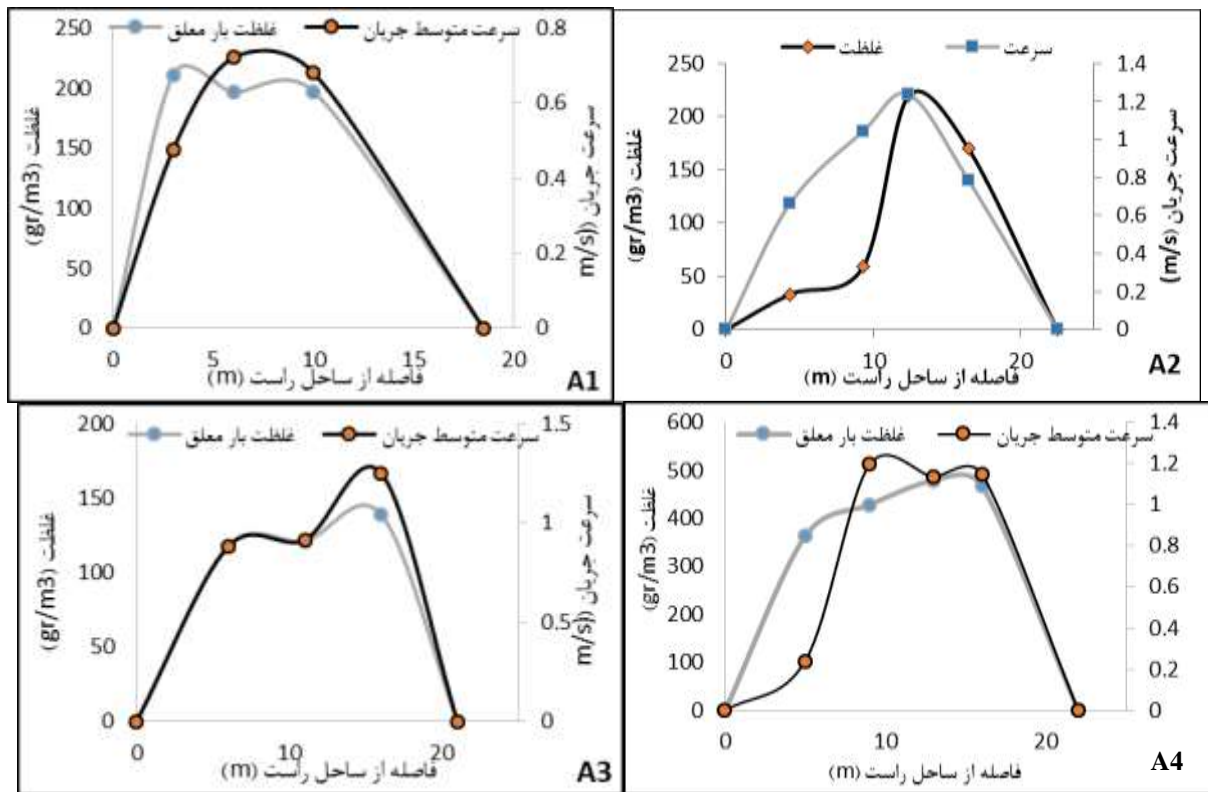 غلظت بار معلق
سرعت متوسط جریان
250
200
150
100
50
0
غلظت (gr/m3)
0.8
0.6
0.4
0.2
0
سرعت جریان ((m/s
0
5
10
15
20
فاصله از ساحل راست (m)
A1
غلظت
سرعت
250
200
150
100
50
0
غلظت (gr/m3)
1.4
1.2
1
0.8
0.6
0.4
0.2
0
سرعت جریان (m/s)
0
10
20
فاصله از ساحل راست (m)
A2
غلظت بار معلق
سرعت متوسط جریان
200
150
100
50
0
غلظت (gr/m3)
1.5
1
0.5
0
سرعت جریان ((m/s
0
10
20
فاصله از ساحل راست (m)
A3
غلظت بار معلق
سرعت متوسط جریان
600
500
400
300
200
100
0
غلظت (gr/m3)
1.4
1.2
1
0.8
0.6
0.4
0.2
0
0
10
20
فاصله از ساحل راست (m)
A4